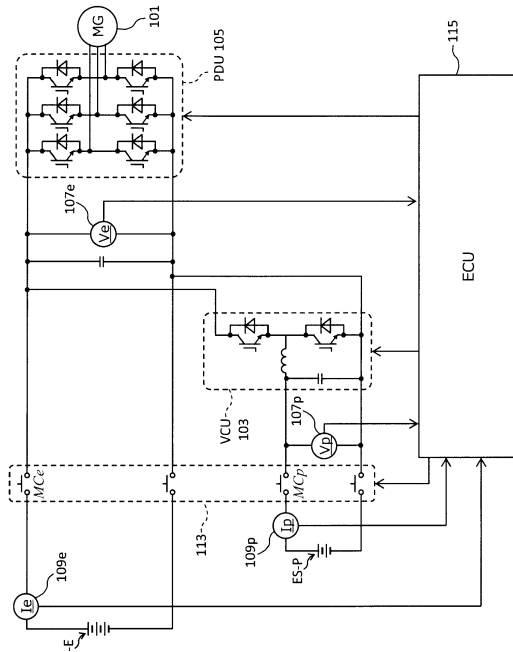 MG
101
PDU 105
115
107e
Ve
ECU
VCU
103
107p
Vp
MCe
MCp
113
109p
Ip
ES-P
109e
Ie
-E